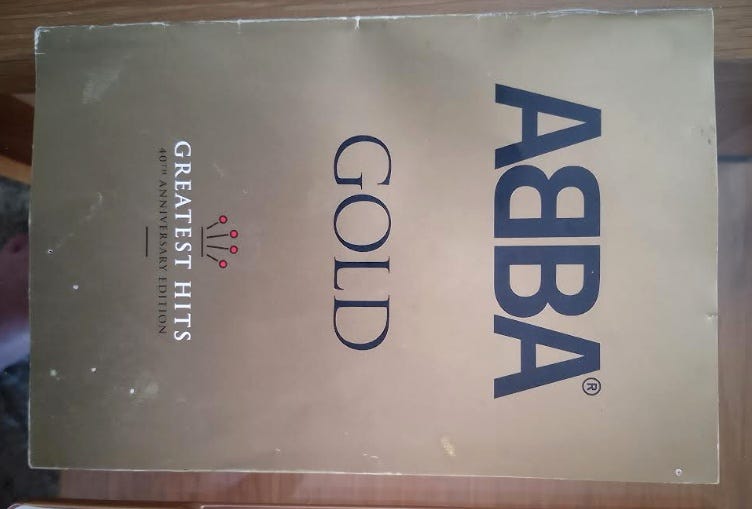 ABBA®
GOLD
GREATEST HITS
40TH ANNIVERSARY EDITION